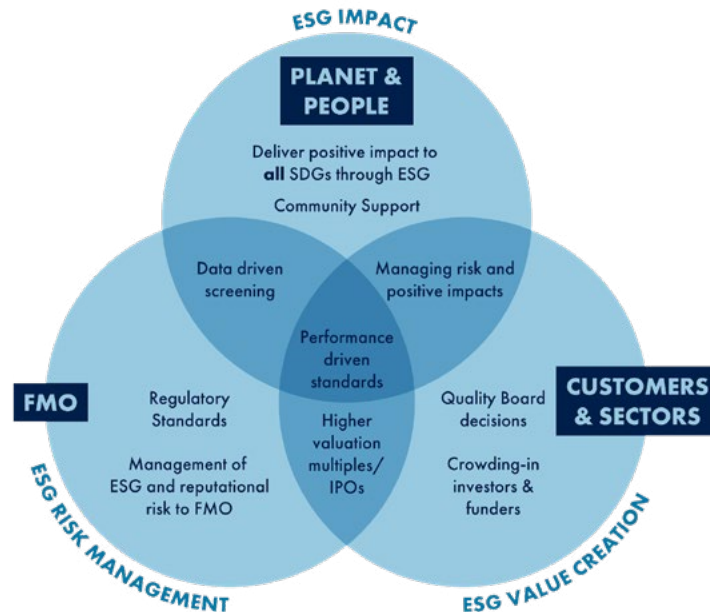 ESG IMPACT
PLANET &
PEOPLE
Deliver positive impact to
all SDGs through ESG
Community Support
Data driven
screening
Managing risk and
positive impacts
Performance
driven
standards
FMO
Regulatory
Standards
Management of
ESG and reputational
risk to FMO
Higher
valuation
multiples/
IPOs
CUSTOMERS
& SECTORS
Quality Board
decisions
Crowding-in
investors &
funders
ESG RISK MANAGEMENT
ESG VALUE CREATION